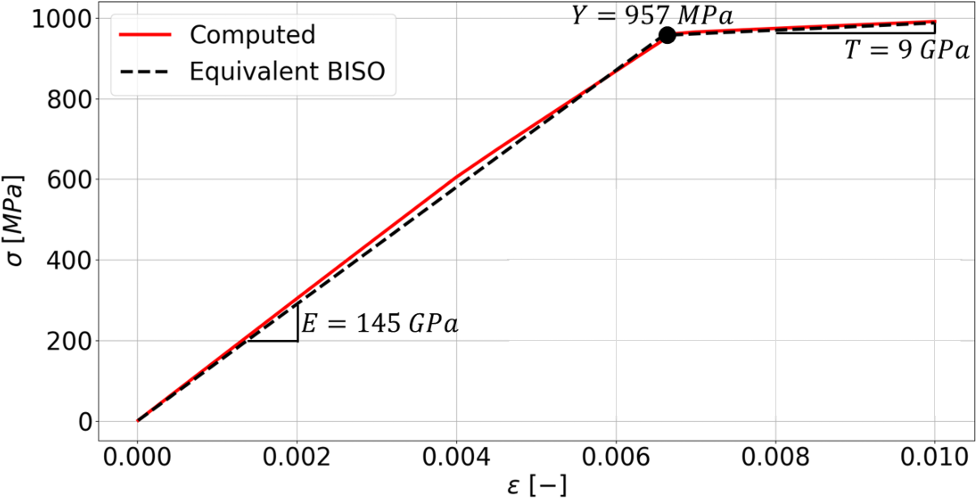 Y = 957 MPa
1000
Computed
T = 9 GPa
Equivalent BISO
800
600
σ [MPa]
400
E = 145 GPa
200
0
0.000 0.002 0.004 0.006 0.008 0.010
ε [−]